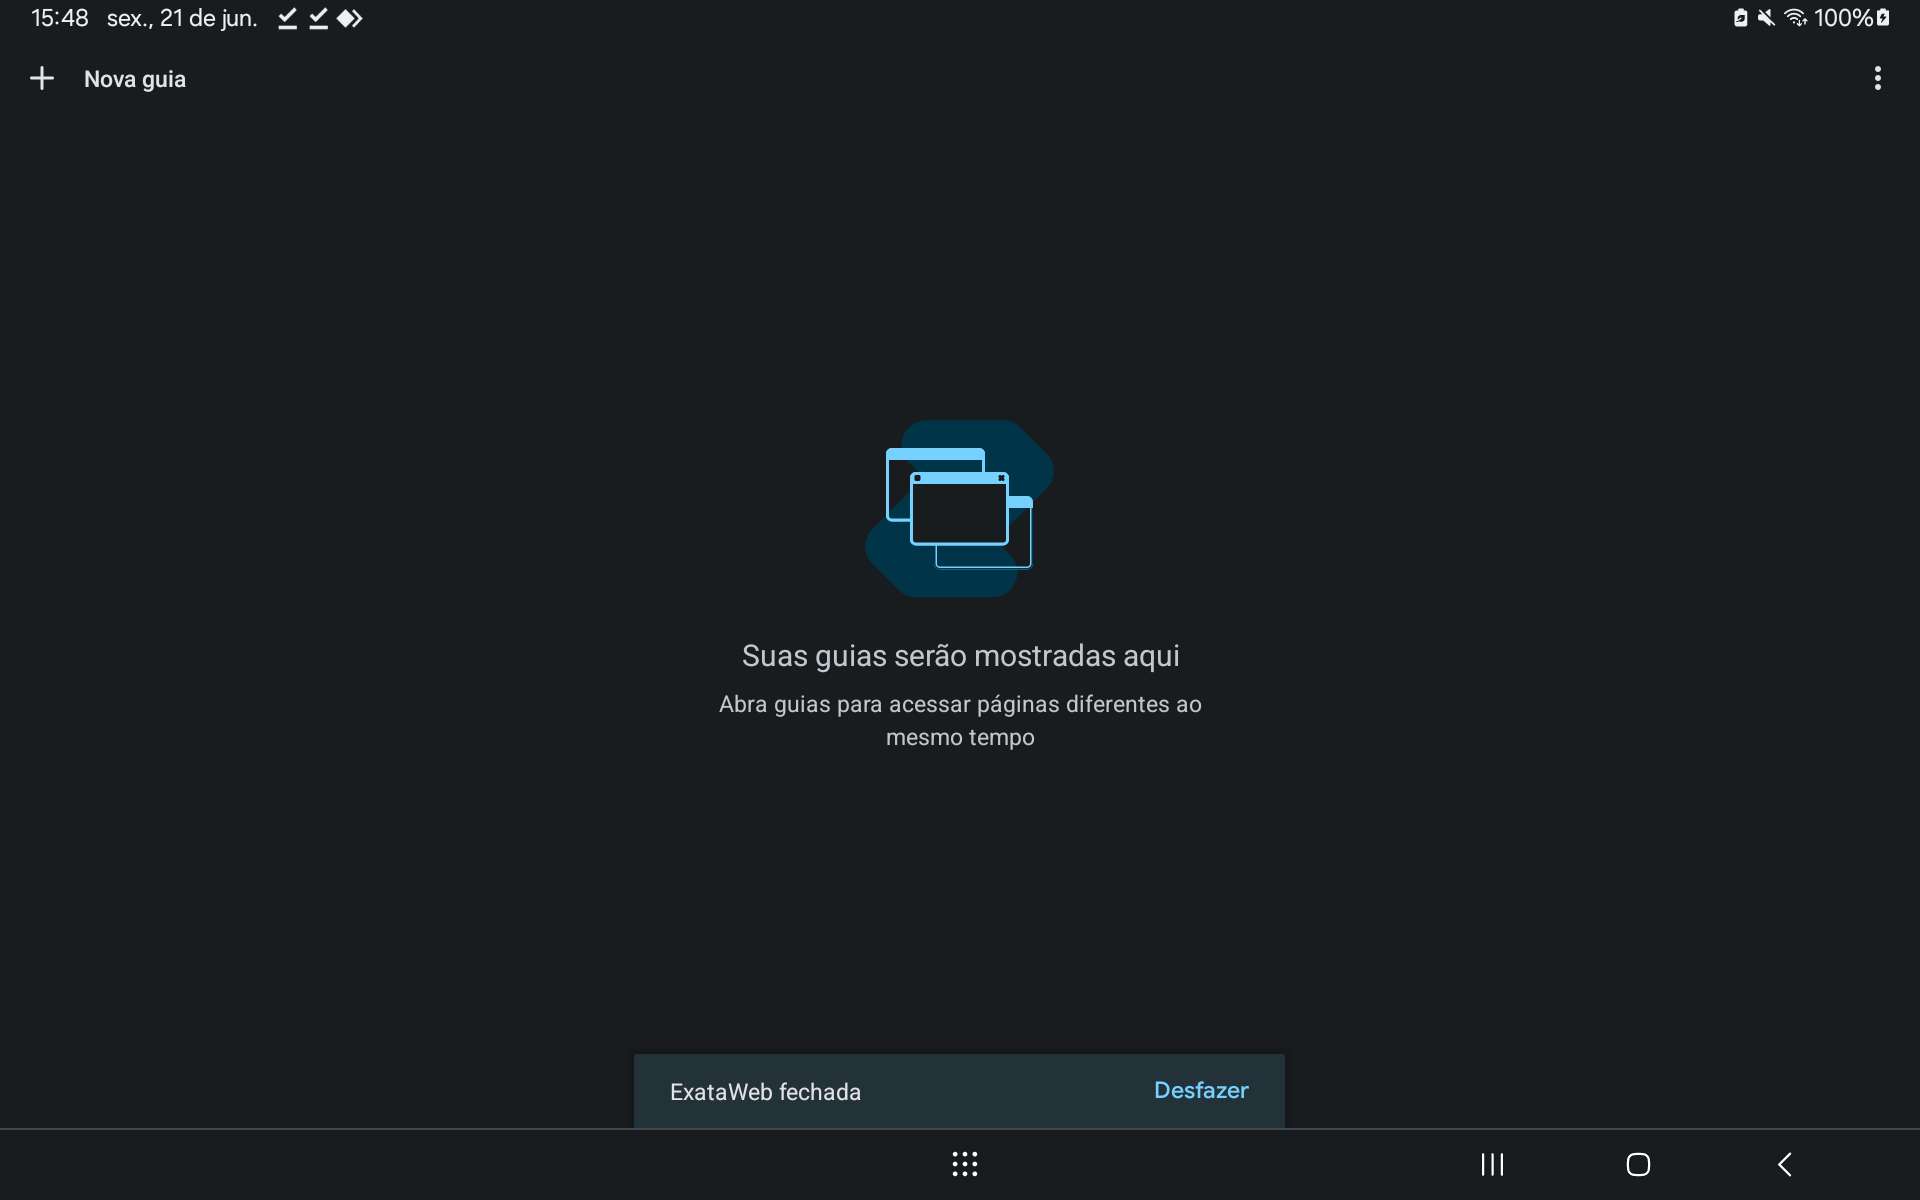 15:48 sex., 21 de jun. 100%
Nova guia
Suas guias serão mostradas aqui
Abra guias para acessar páginas diferentes ao
mesmo tempo
ExataWeb fechada Desfazer